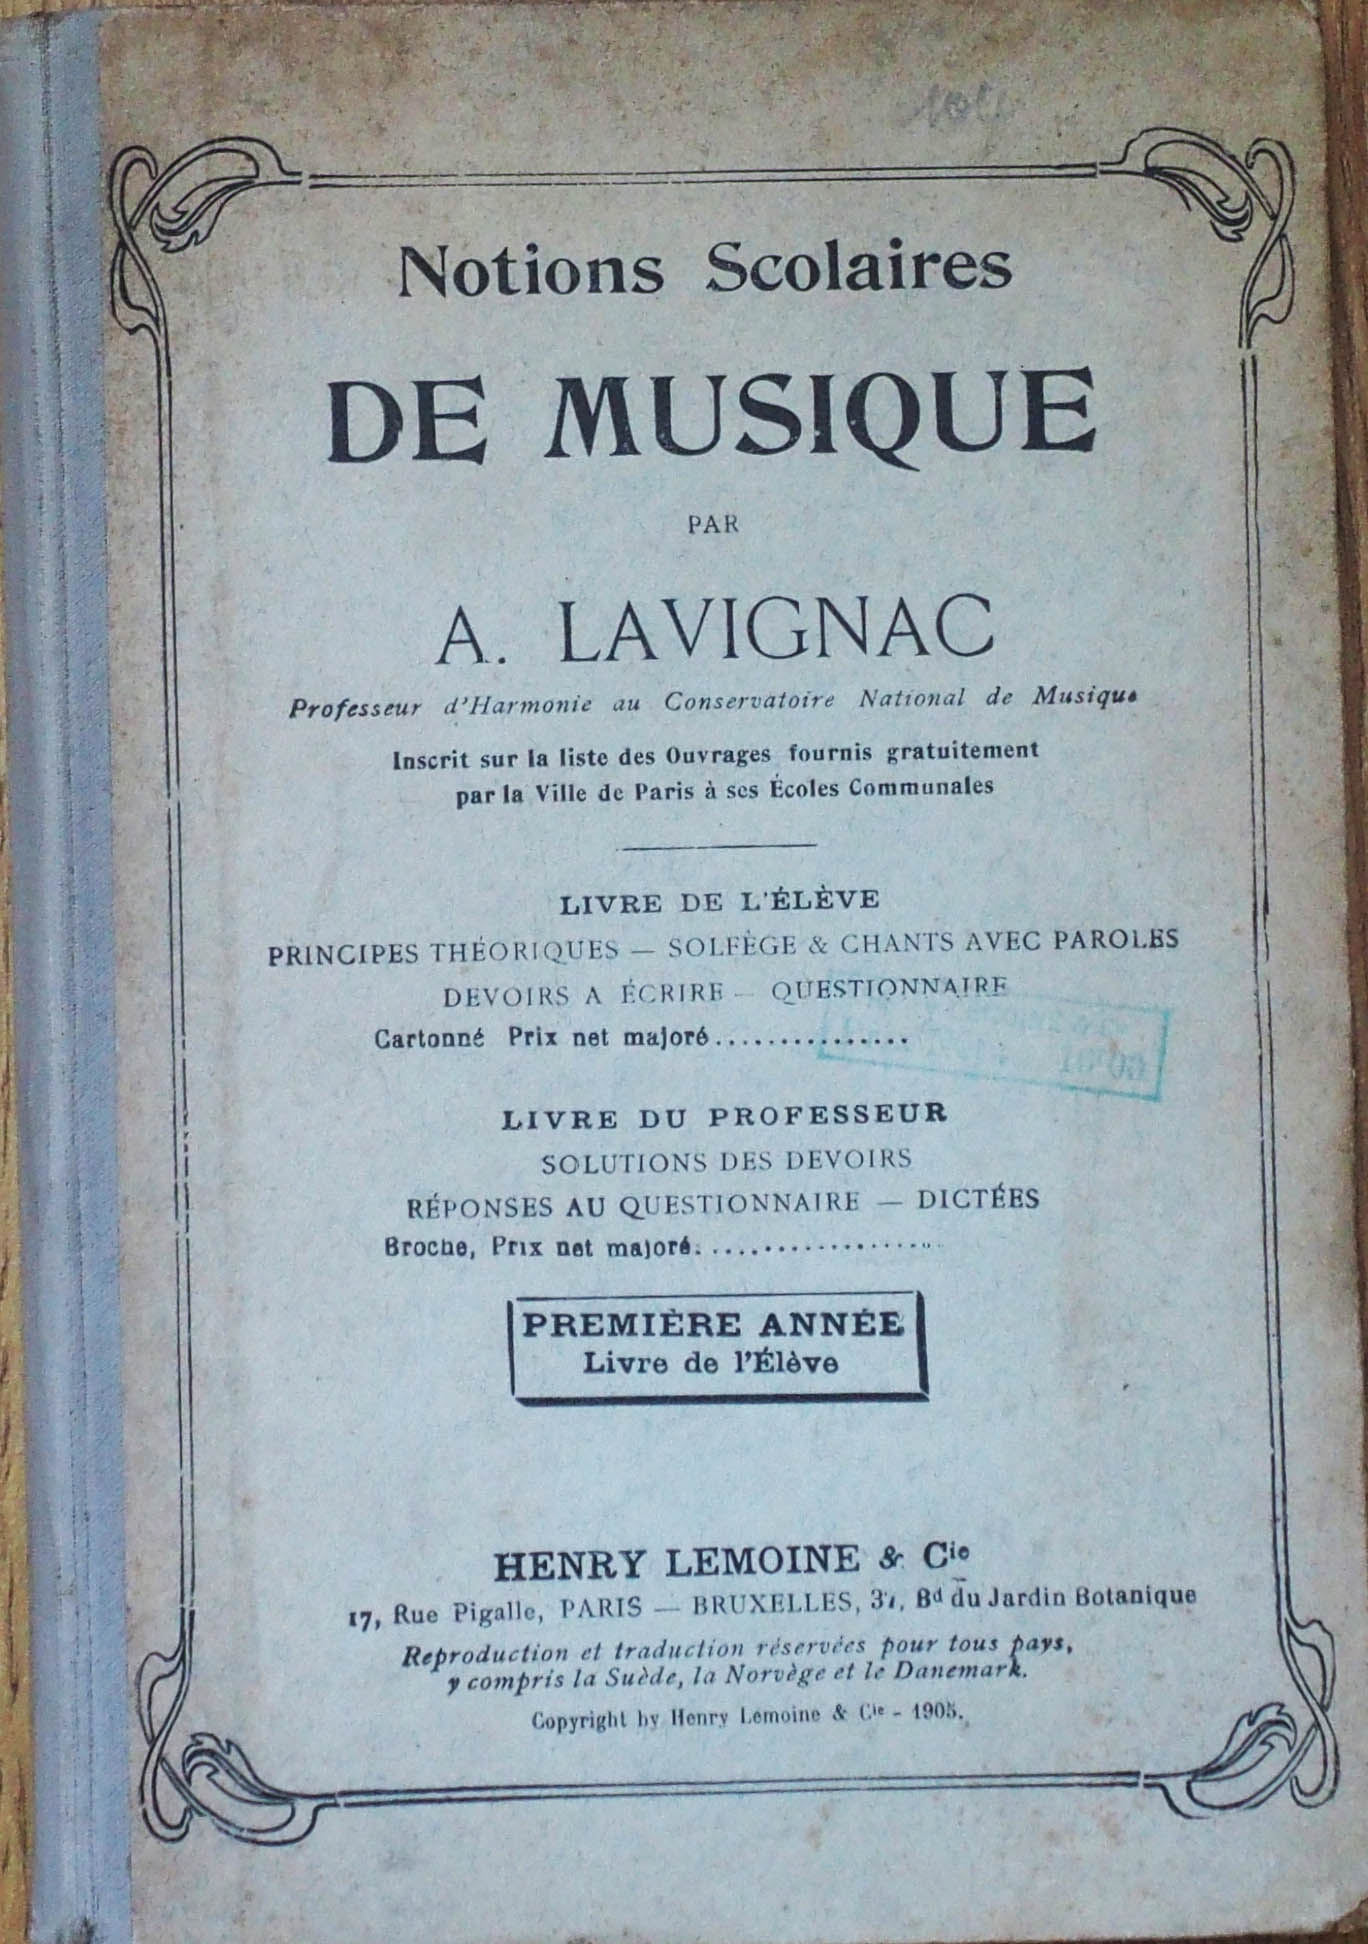 Notions Scolaires
DE MUSIQUE
PAR
A. LAVIGNAC
Professeur d'Harmonie au Conservatoire National de Musique
Inscrit sur la liste des Ouvrages fournis gratuitement
par la Ville de Paris à ses Écoles Communales
LIVRE DE L'ÉLÈVE
PRINCIPES THÉORIQUES — SOLFÈGE & CHANTS AVEC PAROLES
DEVOIRS A ÉCRIRE — QUESTIONNAIRE
Cartonné Prix net majoré...............
LIVRE DU PROFESSEUR
SOLUTIONS DES DEVOIRS
RÉPONSES AU QUESTIONNAIRE — DICTÉES
Broché, Prix net majoré...................
PREMIÈRE ANNÉE
Livre de l'Élève
HENRY LEMOINE & Cie
17, Rue Pigalle, PARIS — BRUXELLES, Bd du Jardin Botanique
Reproduction et traduction réservées pour tous pays,
y compris la Suède, la Norvège et le Danemark.
Copyright by Henry Lemoine & Cie - 1905.